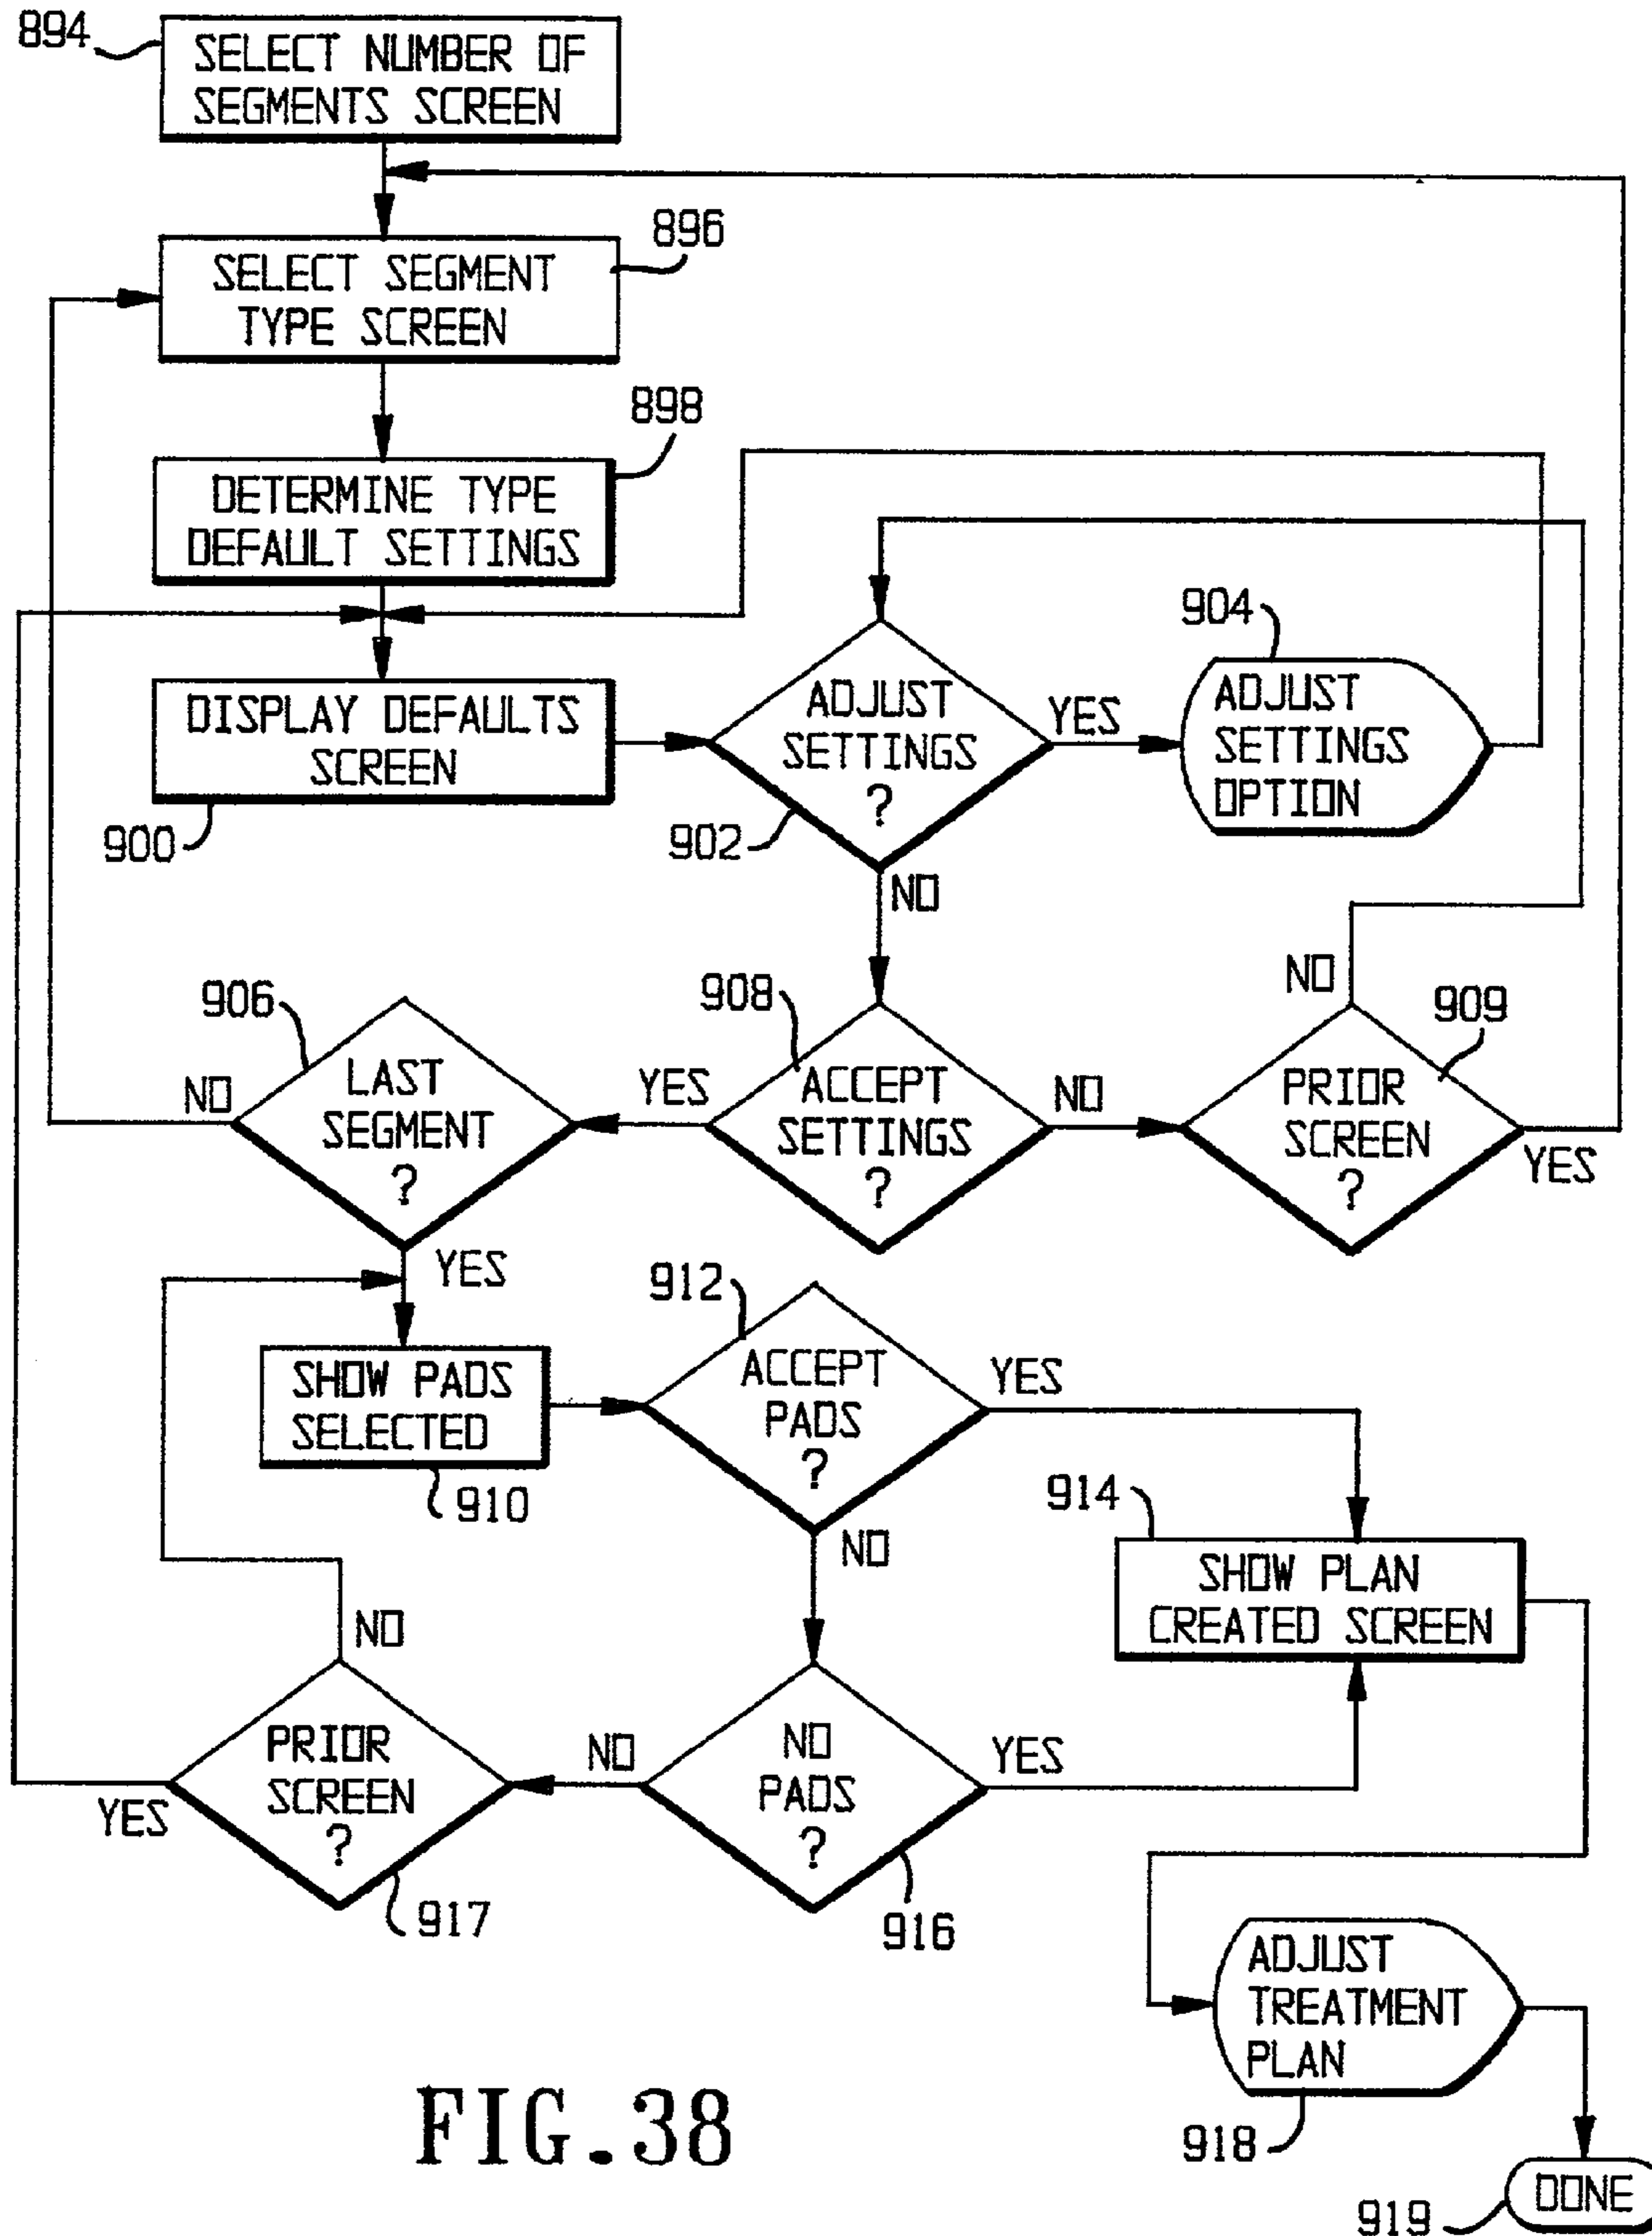 894
SELECT NUMBER OF
SEGMENTS SCREEN
896
SELECT SEGMENT
TYPE SCREEN
898
DETERMINE TYPE
DEFAULT SETTINGS
900
DISPLAY DEFAULTS
SCREEN
902
ADJUST
SETTINGS
?
YES
NO
904
ADJUST
SETTINGS
OPTION
906
LAST
SEGMENT
?
NO
YES
908
ACCEPT
SETTINGS
?
YES
NO
909
PRIOR
SCREEN
?
NO
YES
910
SHOW PADS
SELECTED
912
ACCEPT
PADS
?
YES
NO
914
SHOW PLAN
CREATED SCREEN
916
NO
PADS
?
NO
YES
917
PRIOR
SCREEN
?
NO
YES
918
ADJUST
TREATMENT
PLAN
919
DONE
FIG.38